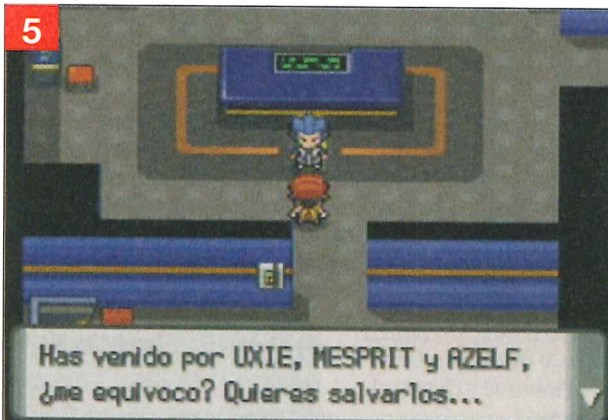 5
Has venido por UXIE, MESPRIT y AZELF,
¿me equivoco? Quieres salvarlos...